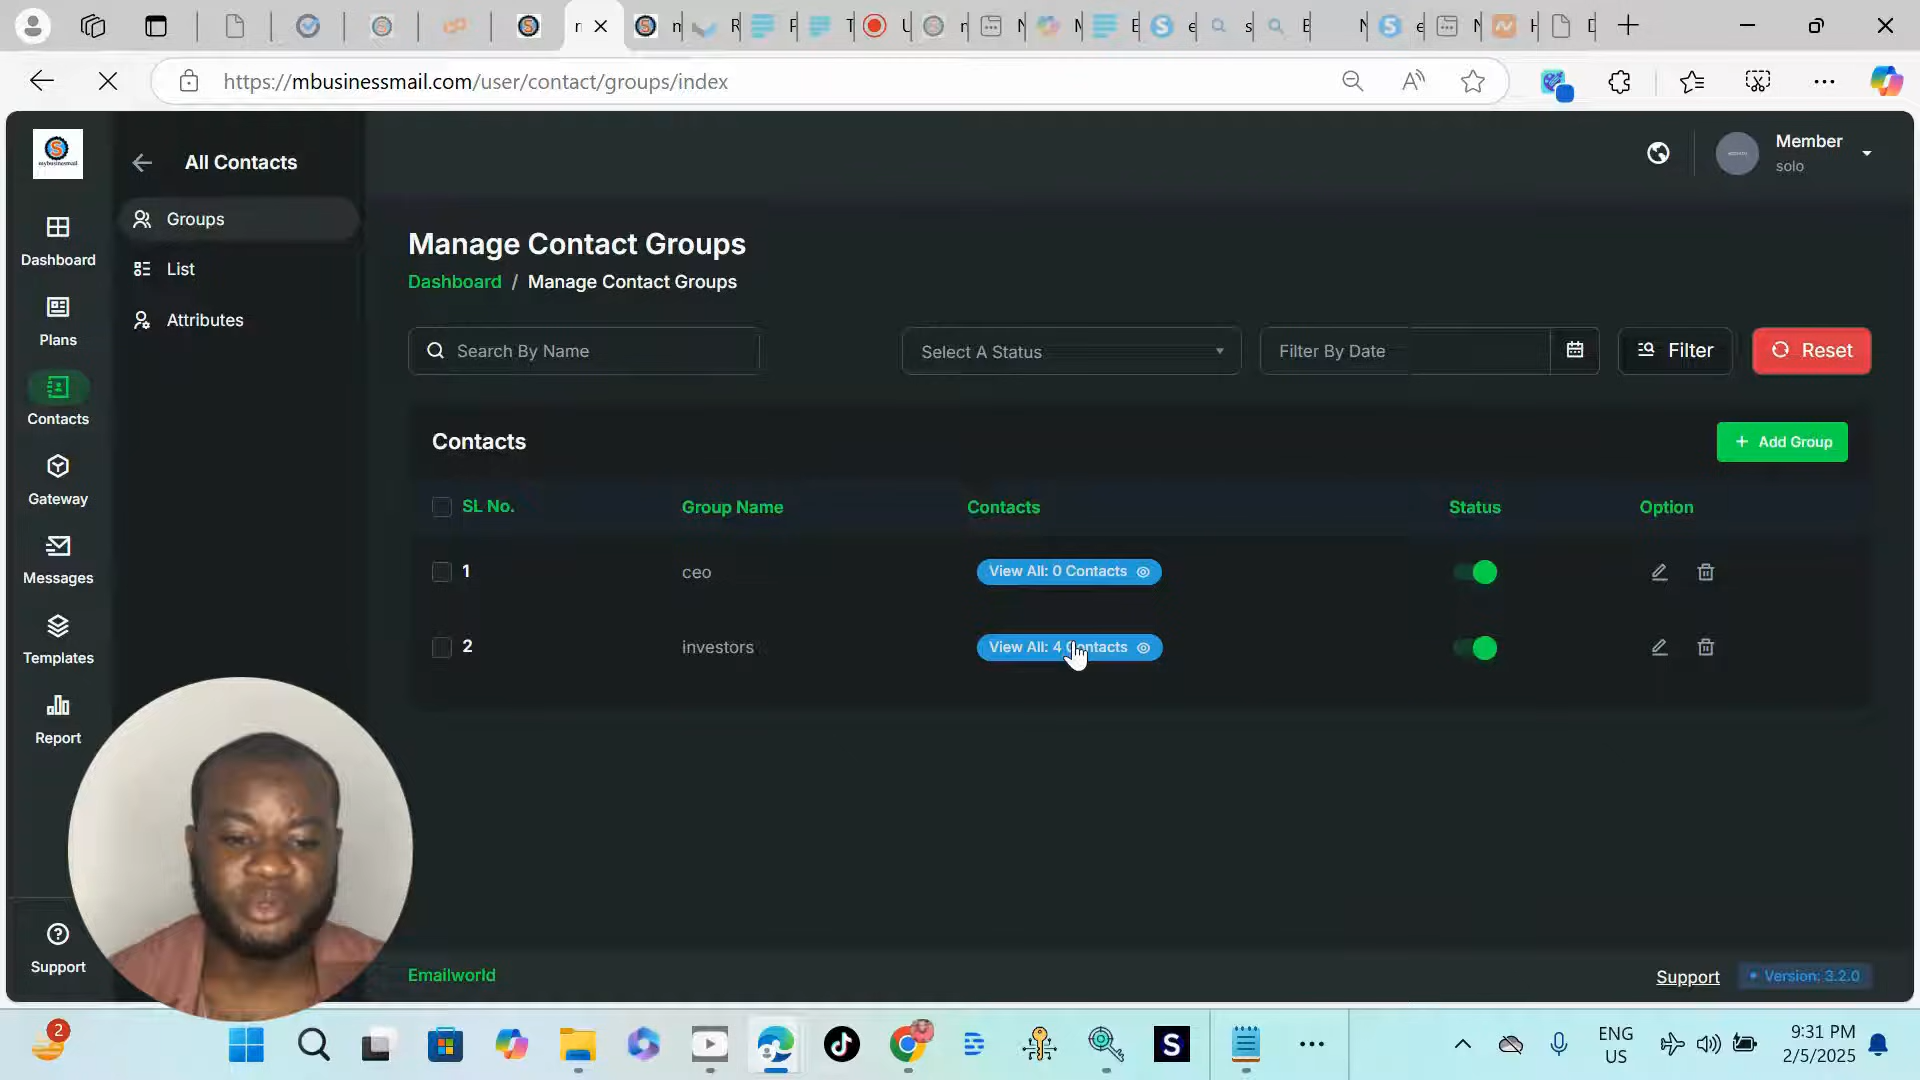 https://mbusinessmail.com/user/contact/groups/index
All Contacts
Member
solo
Groups
List
Attributes
Dashboard
Plans
Contacts
Gateway
Messages
Templates
Report
Support
Manage Contact Groups
Dashboard / Manage Contact Groups
Search By Name
Select A Status
Filter By Date
Filter
Reset
Contacts
+ Add Group
SL No.
Group Name
Contacts
Status
Option
1
ceo
View All: 0 Contacts
2
investors
View All: 4 Contacts
Emailworld
Support
Version: 3.2.0
2
ENG
US
9:31 PM
2/5/2025